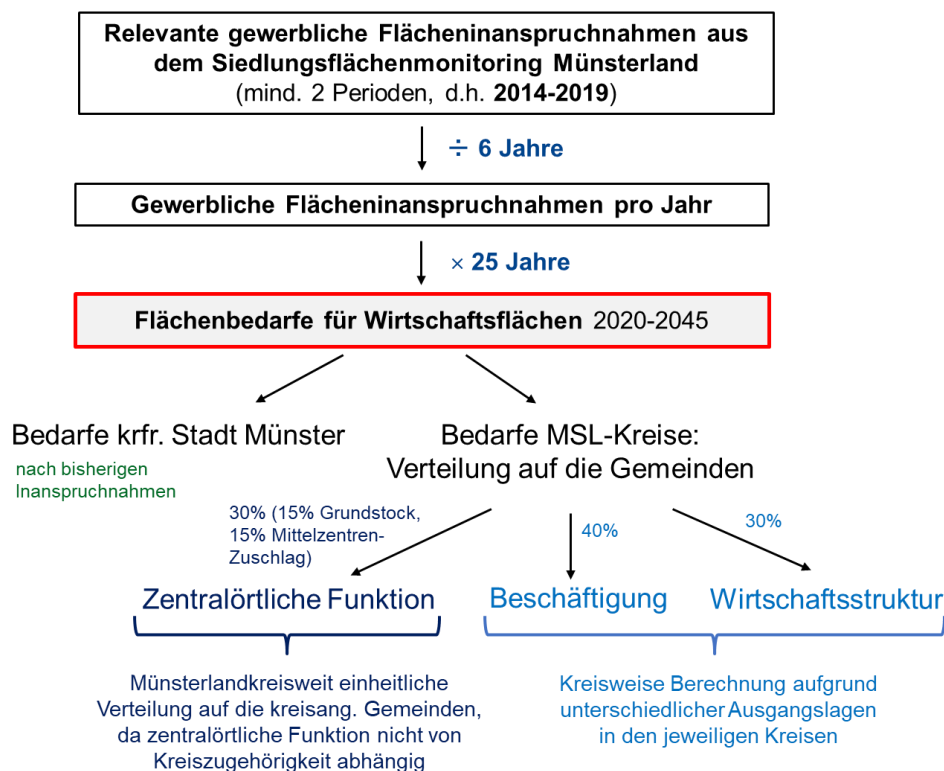 Relevante gewerbliche Flächeninanspruchnahmen aus
dem Siedlungsflächenmonitoring Münsterland
(mind. 2 Perioden, d.h. 2014-2019)
÷ 6 Jahre
Gewerbliche Flächeninanspruchnahmen pro Jahr
× 25 Jahre
Flächenbedarfe für Wirtschaftsflächen 2020-2045
Bedarfe krfr. Stadt Münster
nach bisherigen
Inanspruchnahmen
Bedarfe MSL-Kreise:
Verteilung auf die Gemeinden
30% (15% Grundstock,
15% Mittelzentren-
Zuschlag)
40%
30%
Zentralörtliche Funktion
Beschäftigung
Wirtschaftsstruktur
Münsterlandkreisweit einheitliche
Verteilung auf die kreisang. Gemeinden,
da zentralörtliche Funktion nicht von
Kreiszugehörigkeit abhängig
Kreisweise Berechnung aufgrund
unterschiedlicher Ausgangslagen
in den jeweiligen Kreisen